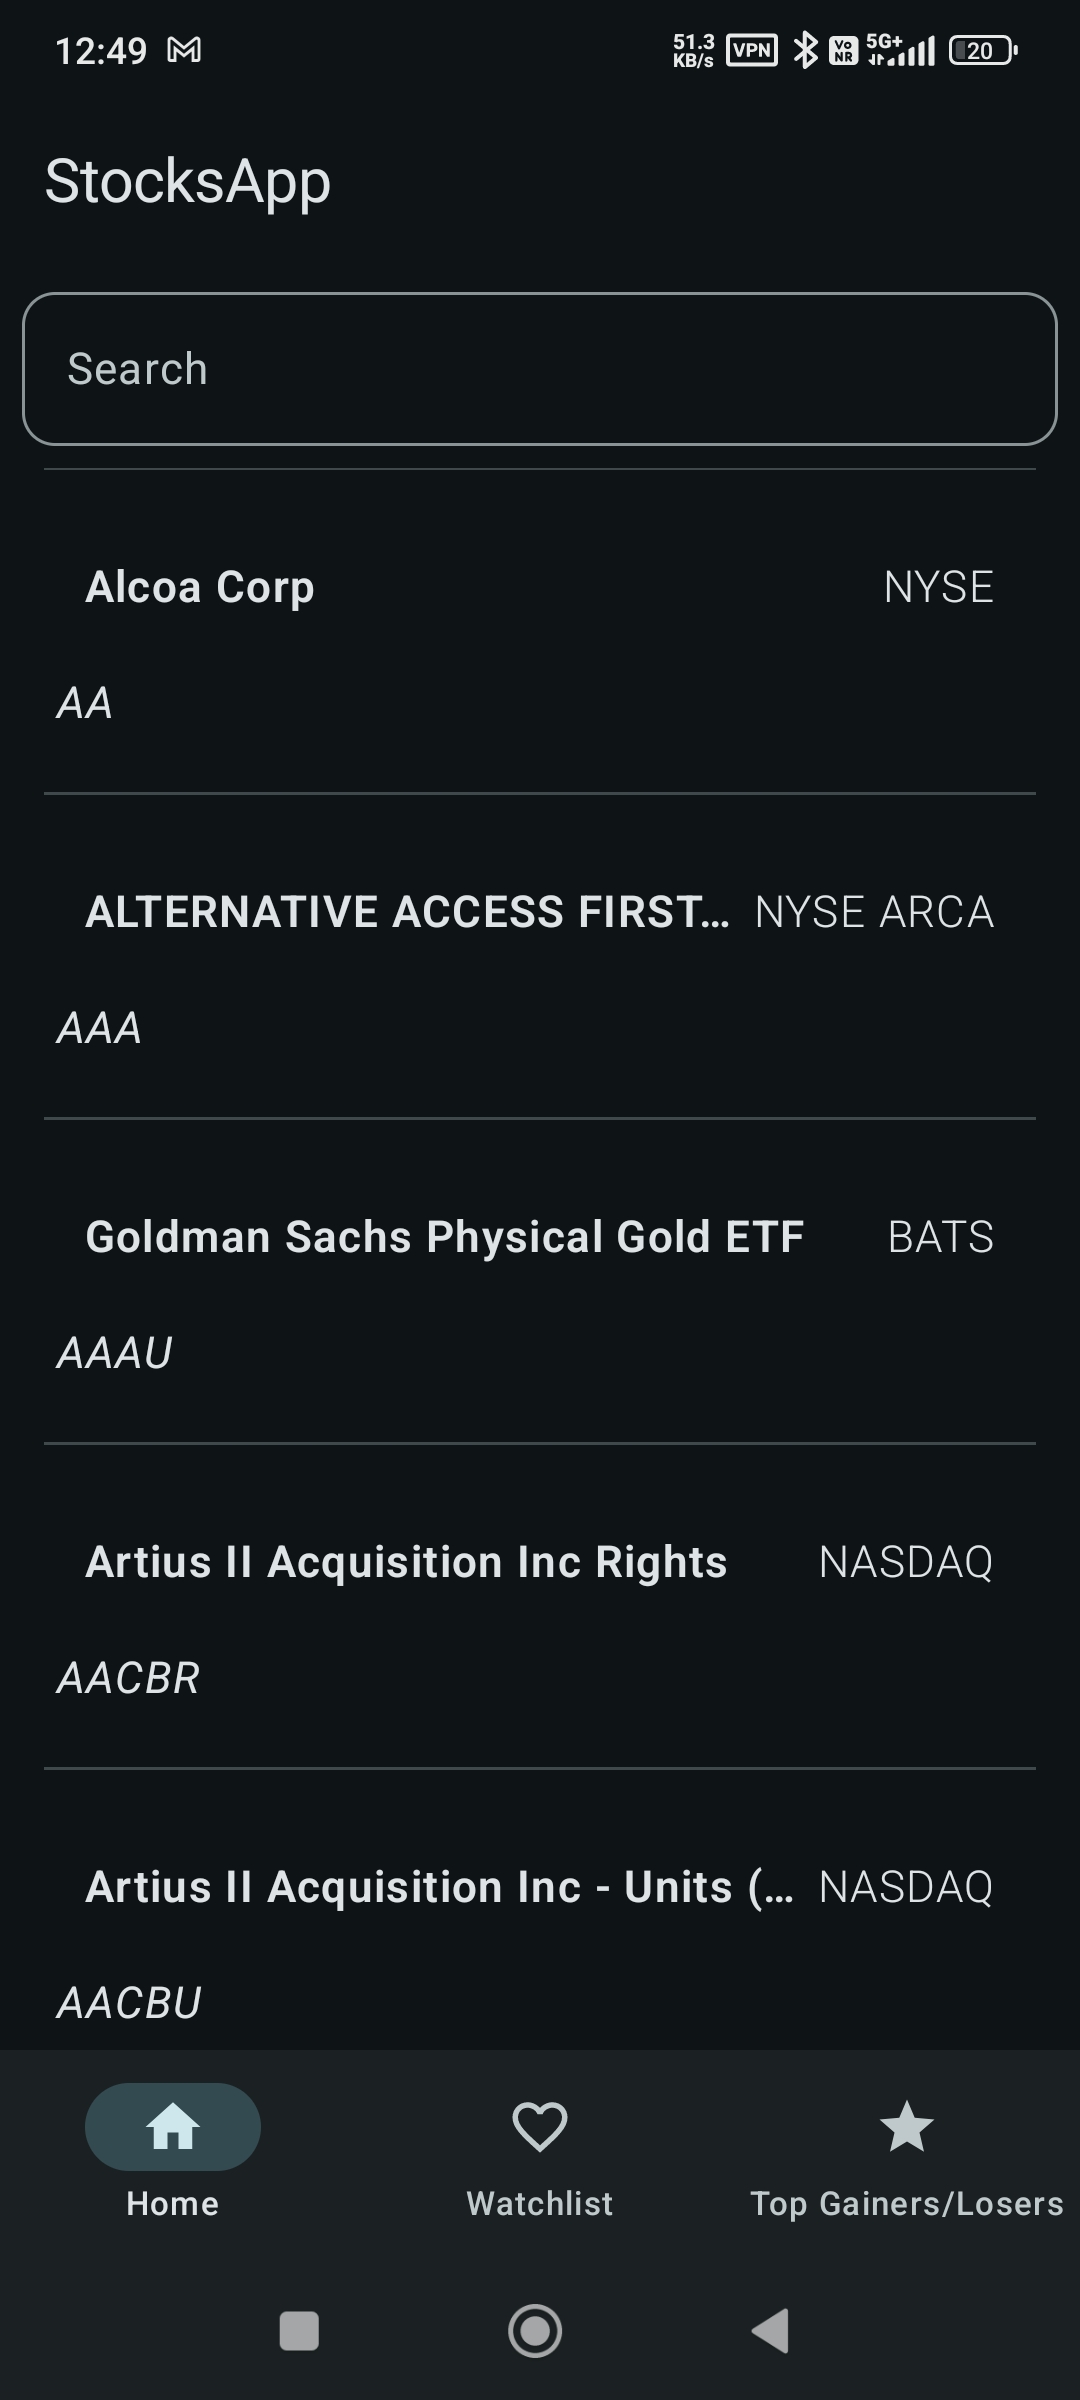 12:49 51.3 KB/s VPN Vo NR 5G+ 20
StocksApp
Search
Alcoa Corp NYSE
AA
ALTERNATIVE ACCESS FIRST… NYSE ARCA
AAA
Goldman Sachs Physical Gold ETF BATS
AAAU
Artius II Acquisition Inc Rights NASDAQ
AACBR
Artius II Acquisition Inc - Units (… NASDAQ
AACBU
Home Watchlist Top Gainers/Losers